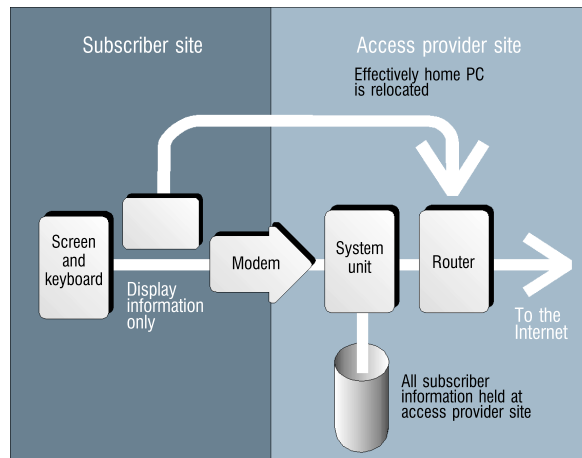 Subscriber site
Access provider site
Effectively home PC
is relocated
Screen
and
keyboard
Display
information
only
Modem
System
unit
Router
To the
Internet
All subscriber
information held at
access provider site